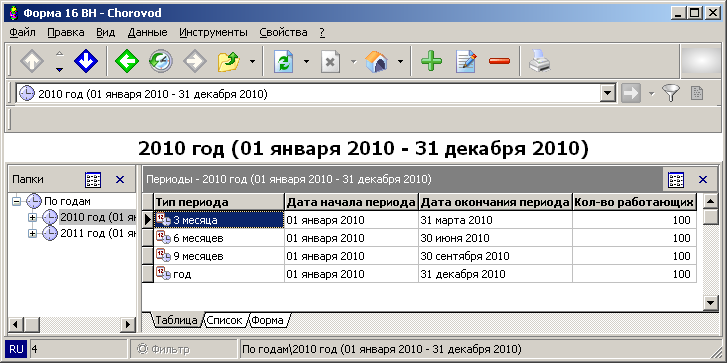 Форма 16 ВН - Chorovod
Файл Правка Вид Данные Инструменты Свойства ?
2010 год (01 января 2010 - 31 декабря 2010)
2010 год (01 января 2010 - 31 декабря 2010)
Папки
По годам
2010 год (01 ян
2011 год (01 ян
Периоды - 2010 год (01 января 2010 - 31 декабря 2010)
Тип периода Дата начала периода Дата окончания периода Кол-во работающих
3 месяца 01 января 2010 31 марта 2010 100
6 месяцев 01 января 2010 30 июня 2010 100
9 месяцев 01 января 2010 30 сентября 2010 100
год 01 января 2010 31 декабря 2010 100
Таблица Список Форма
RU 4 Фильтр По годам\2010 год (01 января 2010 - 31 декабря 2010)